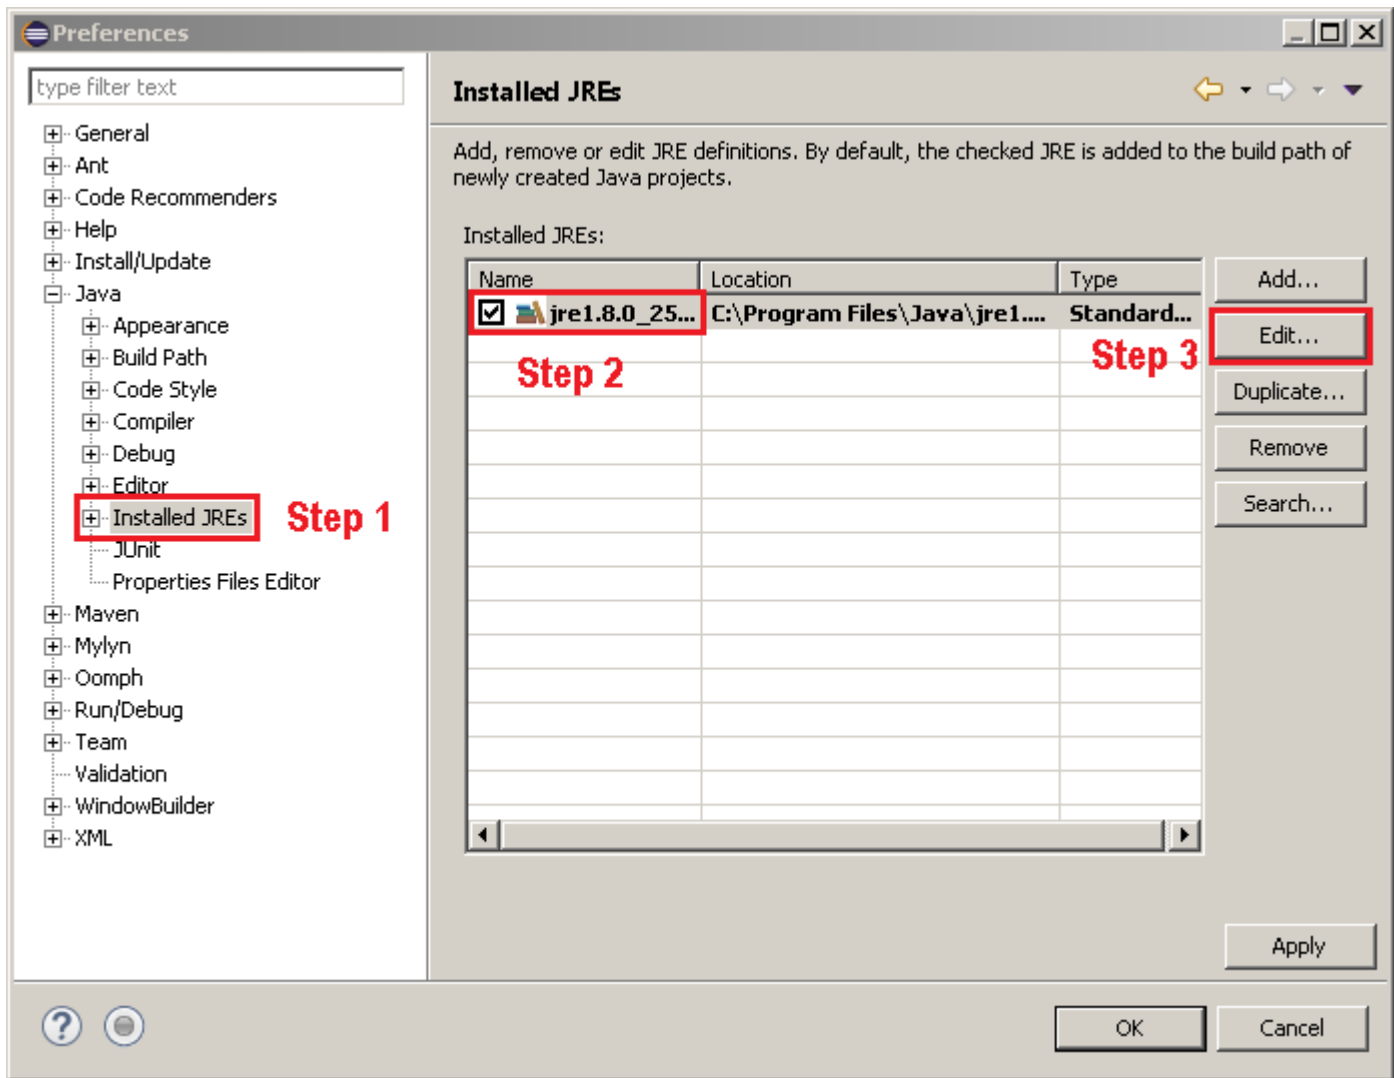 Preferences
type filter text
General
Ant
Code Recommenders
Help
Install/Update
Java
Appearance
Build Path
Code Style
Compiler
Debug
Editor
Installed JREs
Step 1
JUnit
Properties Files Editor
Maven
Mylyn
Oomph
Run/Debug
Team
Validation
WindowBuilder
XML
Installed JREs
Add, remove or edit JRE definitions. By default, the checked JRE is added to the build path of
newly created Java projects.
Installed JREs:
Name Location Type
jre1.8.0_25... C:\Program Files\Java\jre1.... Standard...
Step 2
Step 3
Add...
Edit...
Duplicate...
Remove
Search...
Apply
OK Cancel